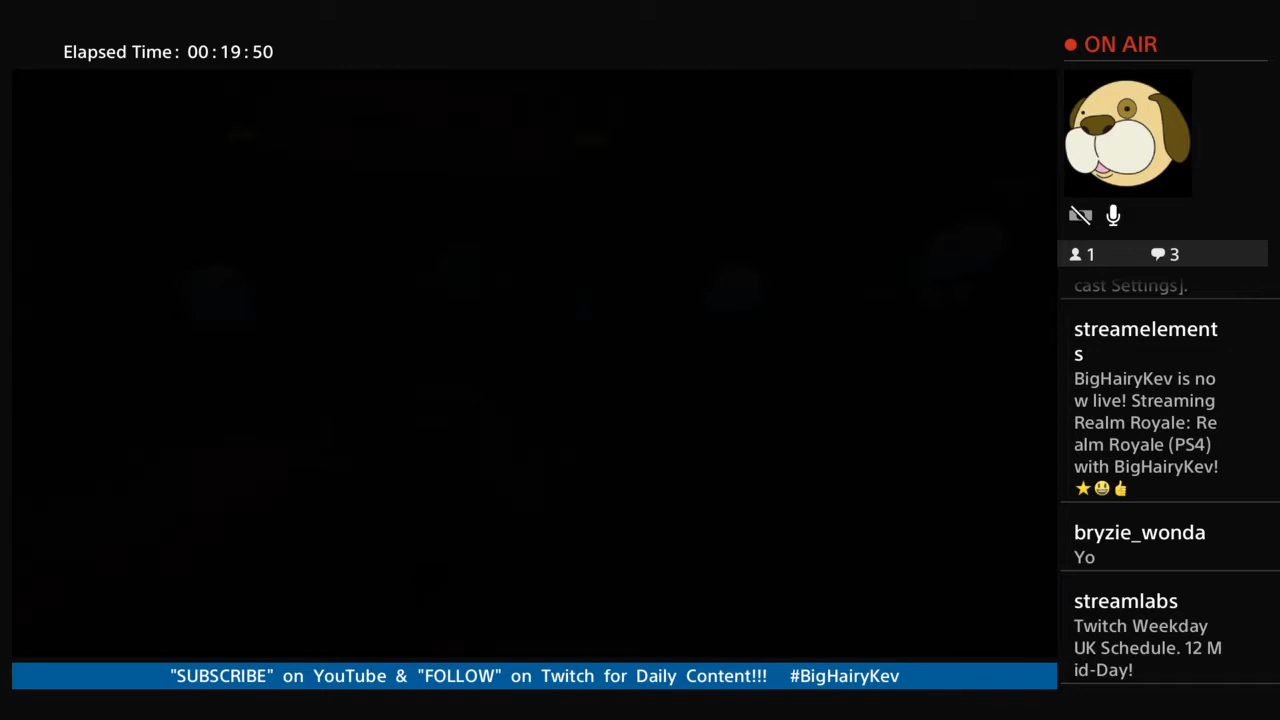 Elapsed Time: 00:19:50
ON AIR
1
3
cast Settings].
streamelement
s
BigHairyKev is no
w live! Streaming
Realm Royale: Re
alm Royale (PS4)
with BigHairyKev!
⭐😃👍
bryzie_wonda
Yo
streamlabs
Twitch Weekday
UK Schedule. 12 M
id-Day!
"SUBSCRIBE" on YouTube & "FOLLOW" on Twitch for Daily Content!!! #BigHairyKev